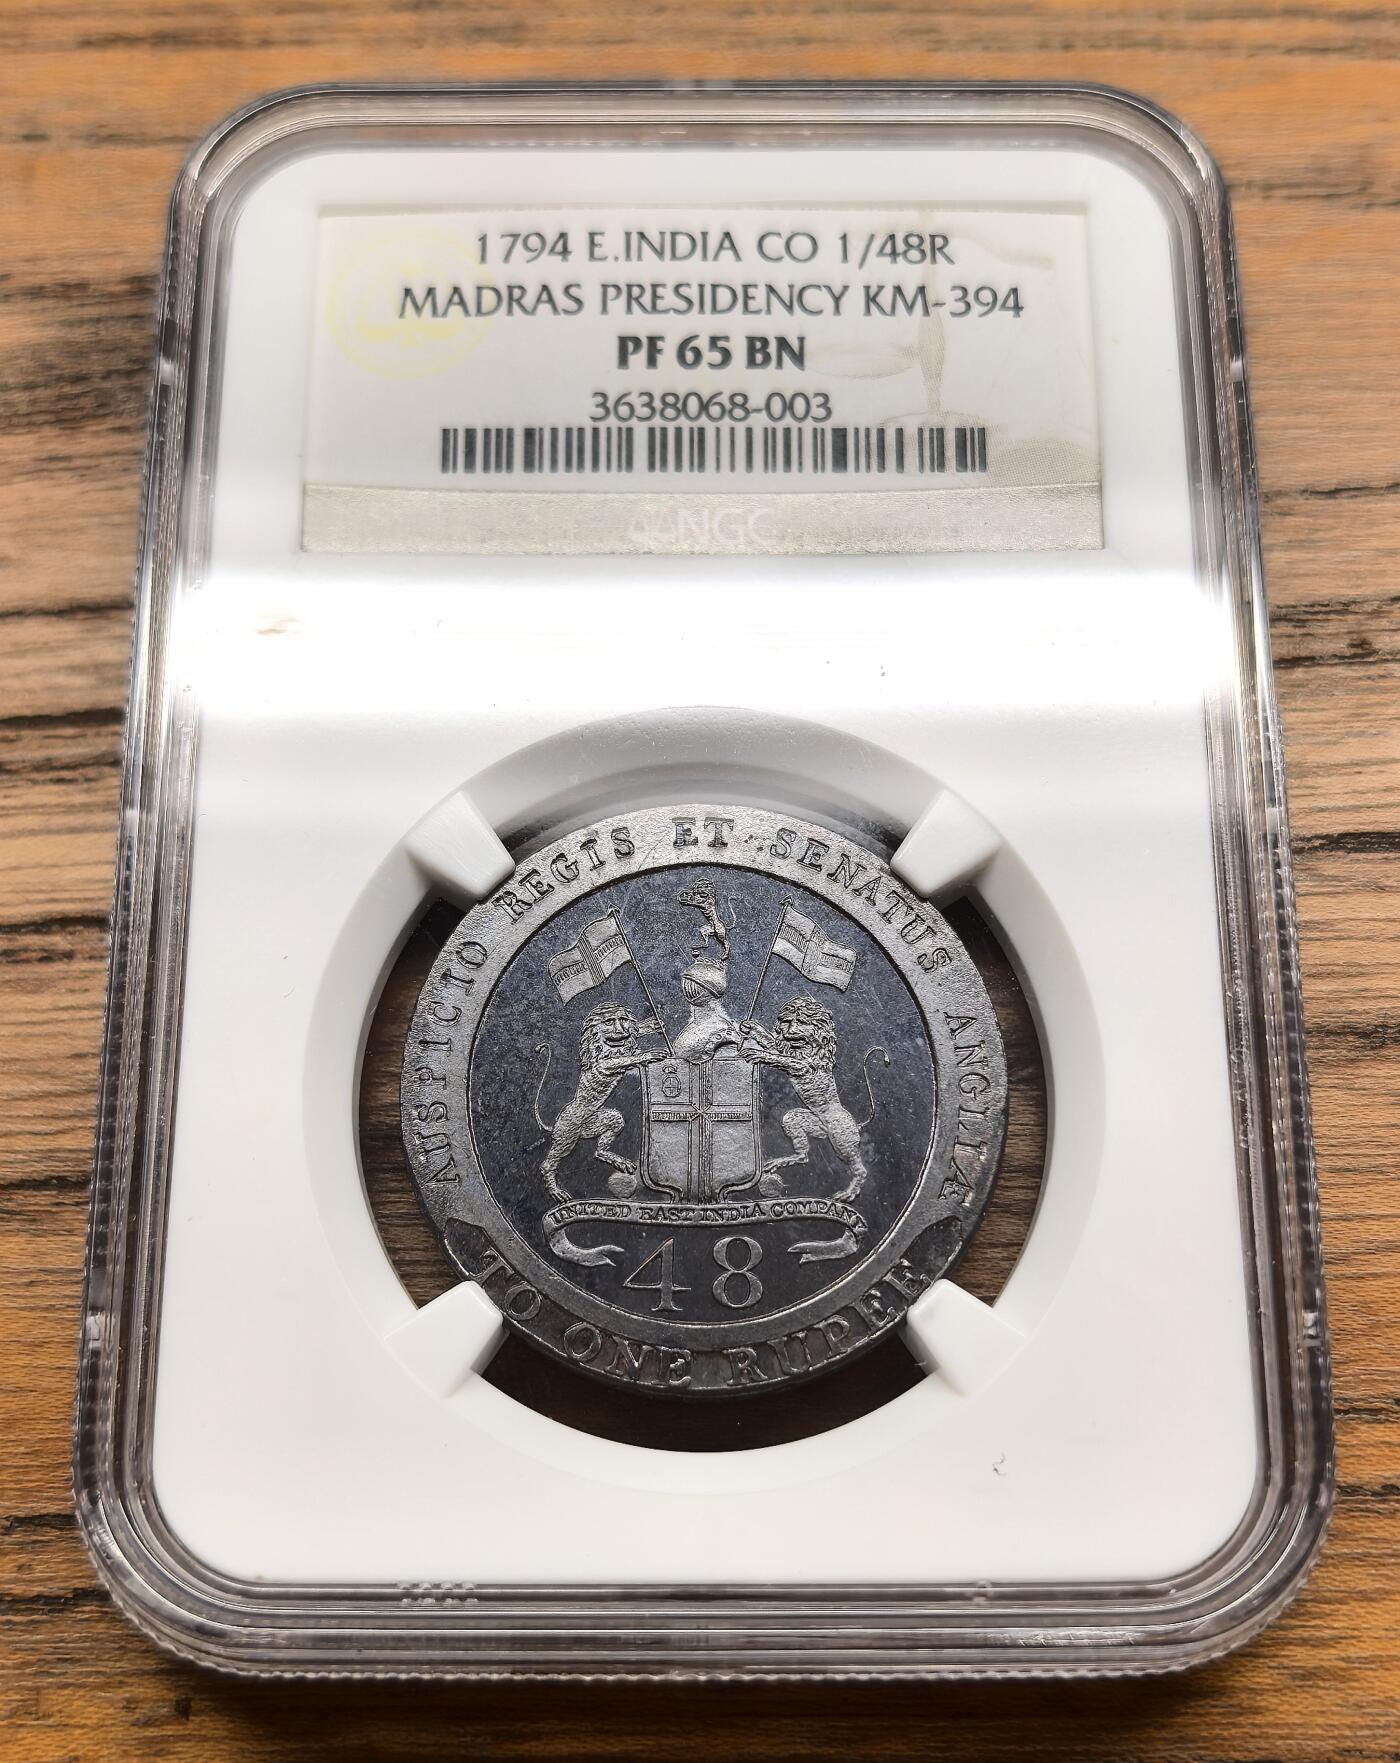 1794 E.INDIA CO 1/48R
MADRAS PRESIDENCY KM-394
PF 65 BN
3638068-003
NGC
AUSPICIO REGIS ET SENATUS ANGLIÆ
UNITED EAST INDIA COMPANY
48
TO ONE RUPEE